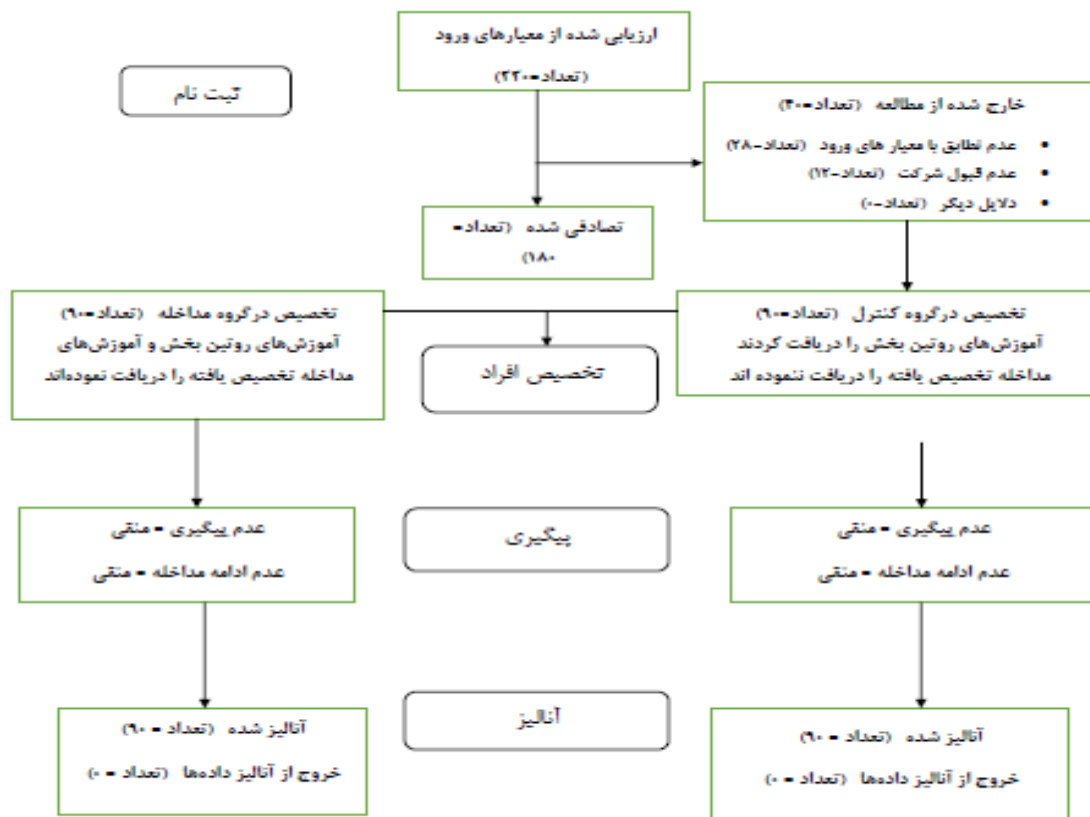 ارزیابی شده از معیارهای ورود
(تعداد=۲۲۰)
ثبت نام
خارج شده از مطالعه (تعداد=۴۰)
• عدم تطابق با معیار های ورود (تعداد-۲۸)
• عدم قبول شرکت (تعداد-۱۲)
• دلایل دیگر (تعداد-۰)
تصادفی شده (تعداد=
۱۸۰)
تخصیص درگروه کنترل (تعداد=۹۰)
آموزش‌های روتین بخش را دریافت کردند
مداخله تخصیص یافته را دریافت ننموده اند
تخصیص درگروه مداخله (تعداد=۹۰)
آموزش‌های روتین بخش و آموزش‌های
مداخله تخصیص یافته را دریافت نموده‌اند
تخصیص افراد
عدم پیگیری = منقی
عدم ادامه مداخله = منقی
پیگیری
عدم پیگیری = منقی
عدم ادامه مداخله = منقی
آنالیز
آنالیز شده (تعداد = ۹۰)
خروج از آنالیز داده‌ها (تعداد = ۰)
آنالیز شده (تعداد = ۹۰)
خروج از آنالیز داده‌ها (تعداد = ۰)